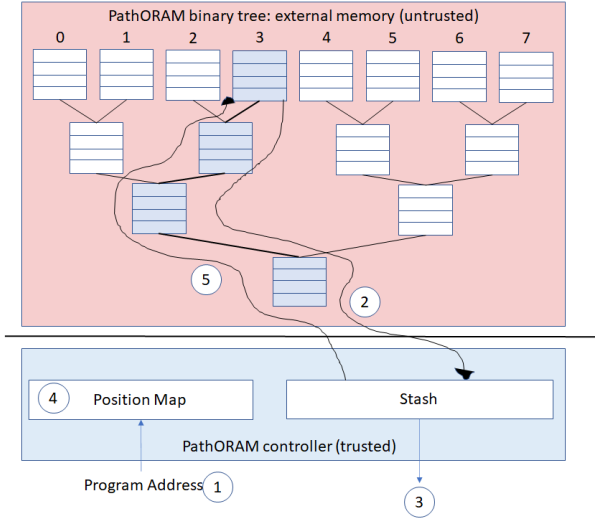 PathORAM binary tree: external memory (untrusted)
0 1 2 3 4 5 6 7
5
2
4 Position Map
Stash
PathORAM controller (trusted)
Program Address 1
3